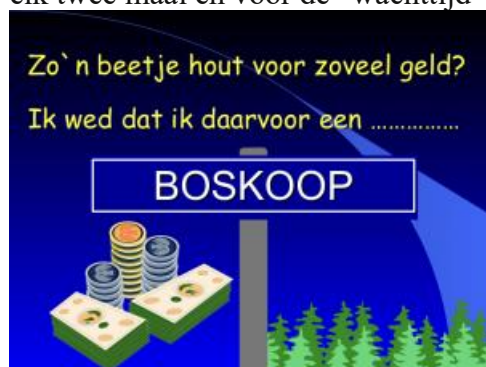 elk twee maal en voor de "wachttijd"
Zo`n beetje hout voor zoveel geld?
Ik wed dat ik daarvoor een ...............
BOSKOOP